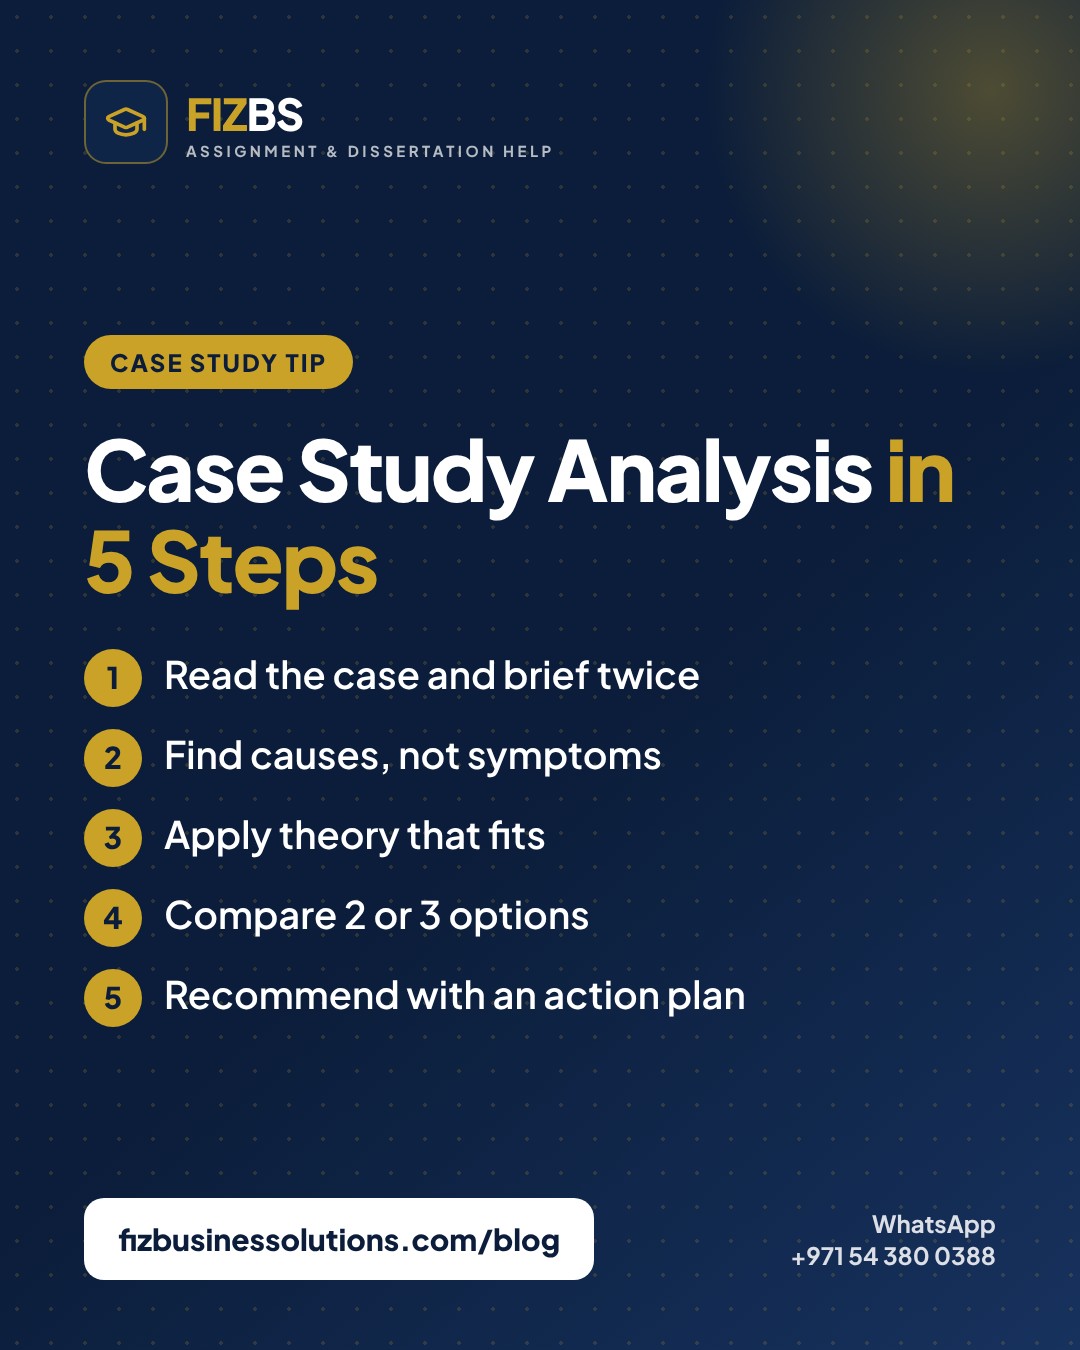 FIZBS
ASSIGNMENT & DISSERTATION HELP
CASE STUDY TIP
Case Study Analysis in
5 Steps
1 Read the case and brief twice
2 Find causes, not symptoms
3 Apply theory that fits
4 Compare 2 or 3 options
5 Recommend with an action plan
fizbusinessolutions.com/blog
WhatsApp
+971 54 380 0388